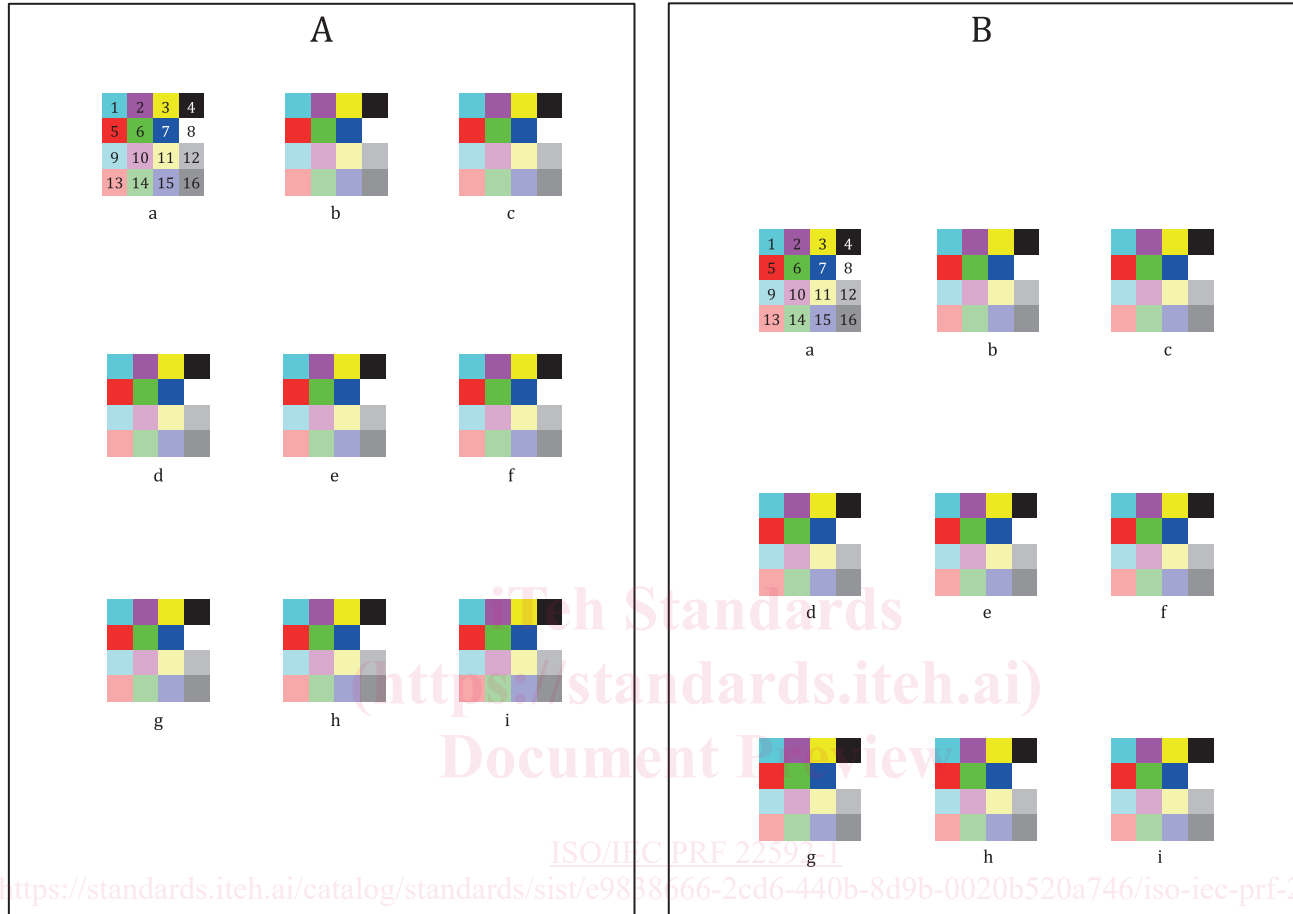 A
1 2 3 4
5 6 7 8
9 10 11 12
13 14 15 16
a b c
d e f
g h i
B
1 2 3 4
5 6 7 8
9 10 11 12
13 14 15 16
a b c
d e f
g h i
iTeh Standards
(https://standards.iteh.ai)
Document Preview
ISO/IEC PRF 22592-1
https://standards.iteh.ai/catalog/standards/sist/e9838666-2cd6-440b-8d9b-0020b520a746/iso-iec-prf-2